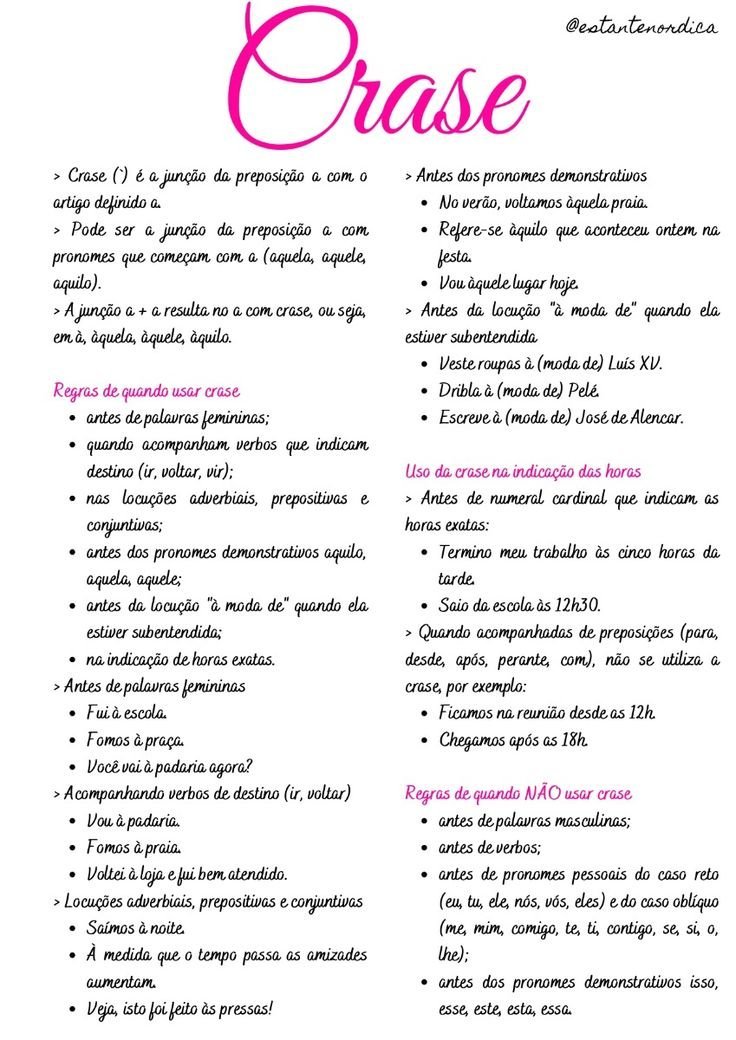 @estantenordica
Crase
> Crase (`) é a junção da preposição a com o
artigo definido a.
> Pode ser a junção da preposição a com
pronomes que começam com a (aquela, aquele,
aquilo).
> A junção a + a resulta no a com crase, ou seja,
em à, àquela, àquele, àquilo.
Regras de quando usar crase
• antes de palavras femininas;
• quando acompanham verbos que indicam
destino (ir, voltar, vir);
• nas locuções adverbiais, prepositivas e
conjuntivas;
• antes dos pronomes demonstrativos aquilo,
aquela, aquele;
• antes da locução "à moda de" quando ela
estiver subentendida;
• na indicação de horas exatas.
> Antes de palavras femininas
• Fui à escola.
• Fomos à praça.
• Você vai à padaria agora?
> Acompanhando verbos de destino (ir, voltar)
• Vou à padaria.
• Fomos à praia.
• Voltei à loja e fui bem atendido.
> Locuções adverbiais, prepositivas e conjuntivas
• Saímos à noite.
• À medida que o tempo passa as amizades
aumentam.
• Veja, isto foi feito às pressas!
> Antes dos pronomes demonstrativos
• No verão, voltamos àquela praia.
• Refere-se àquilo que aconteceu ontem na
festa.
• Vou àquele lugar hoje.
> Antes da locução "à moda de" quando ela
estiver subentendida
• Veste roupas à (moda de) Luís XV.
• Dribla à (moda de) Pelé.
• Escreve à (moda de) José de Alencar.
Uso da crase na indicação das horas
> Antes de numeral cardinal que indicam as
horas exatas:
• Termino meu trabalho às cinco horas da
tarde.
• Saio da escola às 12h30.
> Quando acompanhadas de preposições (para,
desde, após, perante, com), não se utiliza a
crase, por exemplo:
• Ficamos na reunião desde as 12h.
• Chegamos após as 18h.
Regras de quando NÃO usar crase
• antes de palavras masculinas;
• antes de verbos;
• antes de pronomes pessoais do caso reto
(eu, tu, ele, nós, vós, eles) e do caso oblíquo
(me, mim, comigo, te, ti, contigo, se, si, o,
lhe);
• antes dos pronomes demonstrativos isso,
esse, este, esta, essa.